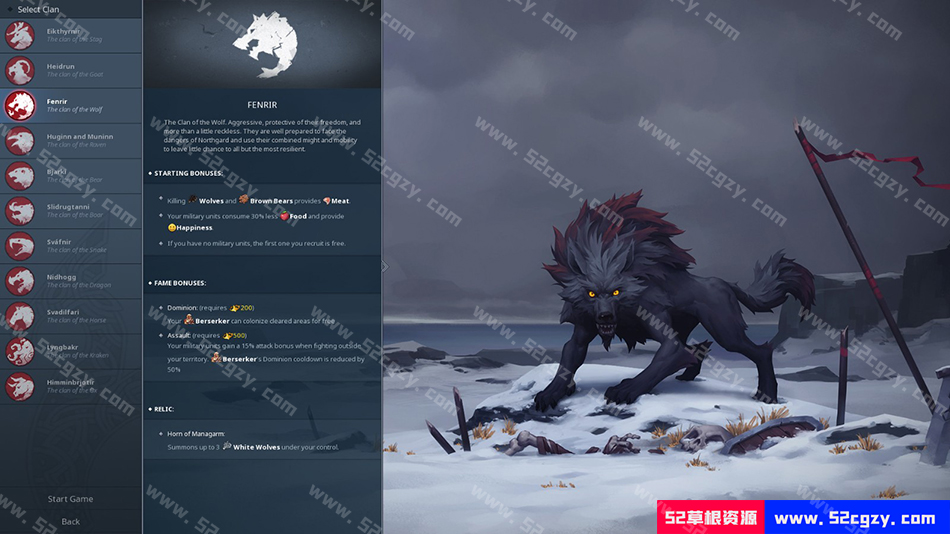 Select Clan
Eikthyrnir
The clan of the Stag
Heidrun
The clan of the Goat
Fenrir
The clan of the Wolf
Huginn and Muninn
The clan of the Raven
Bjarki
The clan of the Bear
Slidrugtanni
The clan of the Boar
Sváfnir
The clan of the Snake
Nidhogg
The clan of the Dragon
Svadilfari
The clan of the Horse
Lyngbakr
The clan of the Kraken
Himminbrjotir
The clan of the Ox
Start Game
Back
FENRIR
The Clan of the Wolf. Aggressive, protective of their freedom, and
more than a little reckless. They are well prepared to face the
dangers of Northgard and use their combined might and mobility
to leave little chance to all but the most resilient.
STARTING BONUSES:
Killing Wolves and Brown Bears provides Meat.
Your military units consume 30% less Food and provide
Happiness.
If you have no military units, the first one you recruit is free.
FAME BONUSES:
Dominion: (requires 200)
Your Berserker can colonize cleared areas for free
Assault: (requires 500)
Your military units gain a 15% attack bonus when fighting outside
your territory. Berserker's Dominion cooldown is reduced by
50%
RELIC:
Horn of Managarm:
Summons up to 3 White Wolves under your control.
52草根资源 www.52cgzy.com